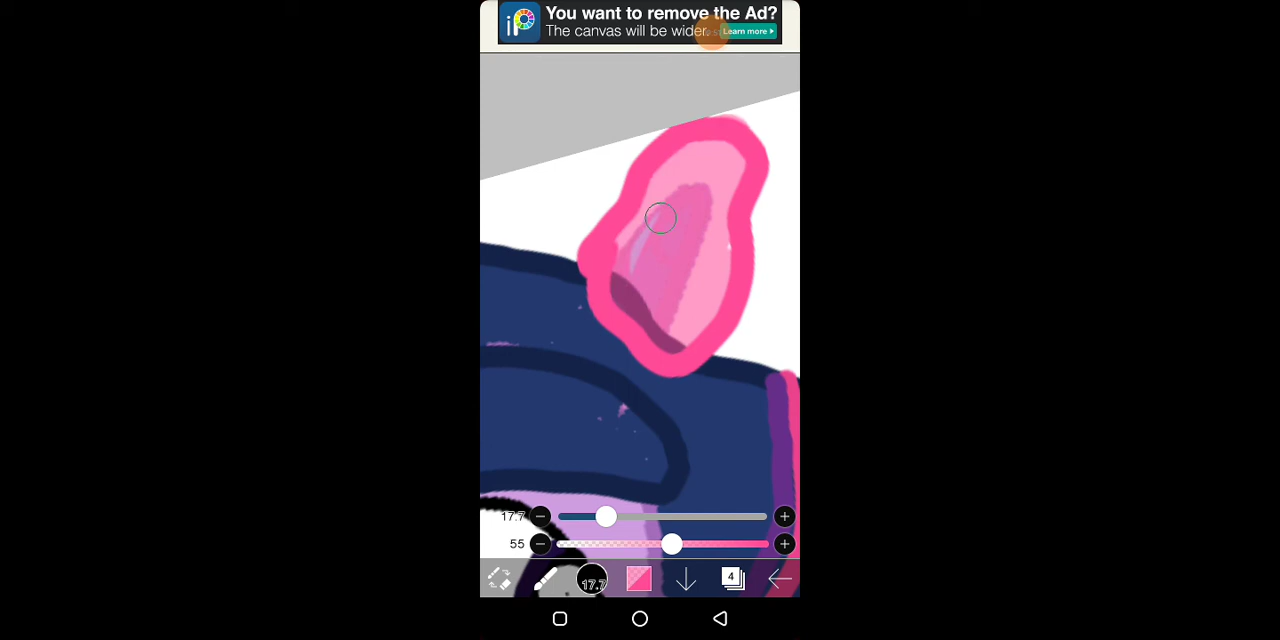 iP
You want to remove the Ad?
The canvas will be wider.
Learn more
17.7
55
17.7
4